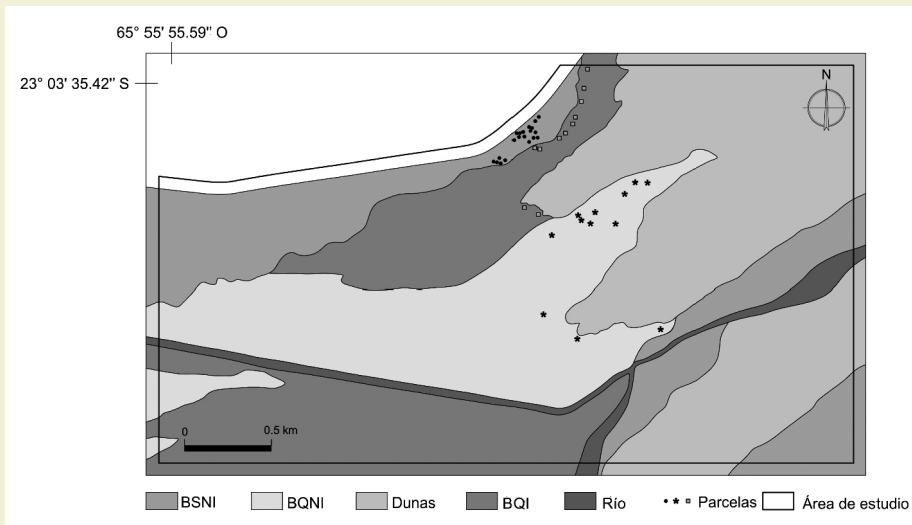 65° 55' 55.59" O
23° 03' 35.42" S
N
0 0.5 km
BSNI BQNI Dunas BQI Río Parcelas Área de estudio